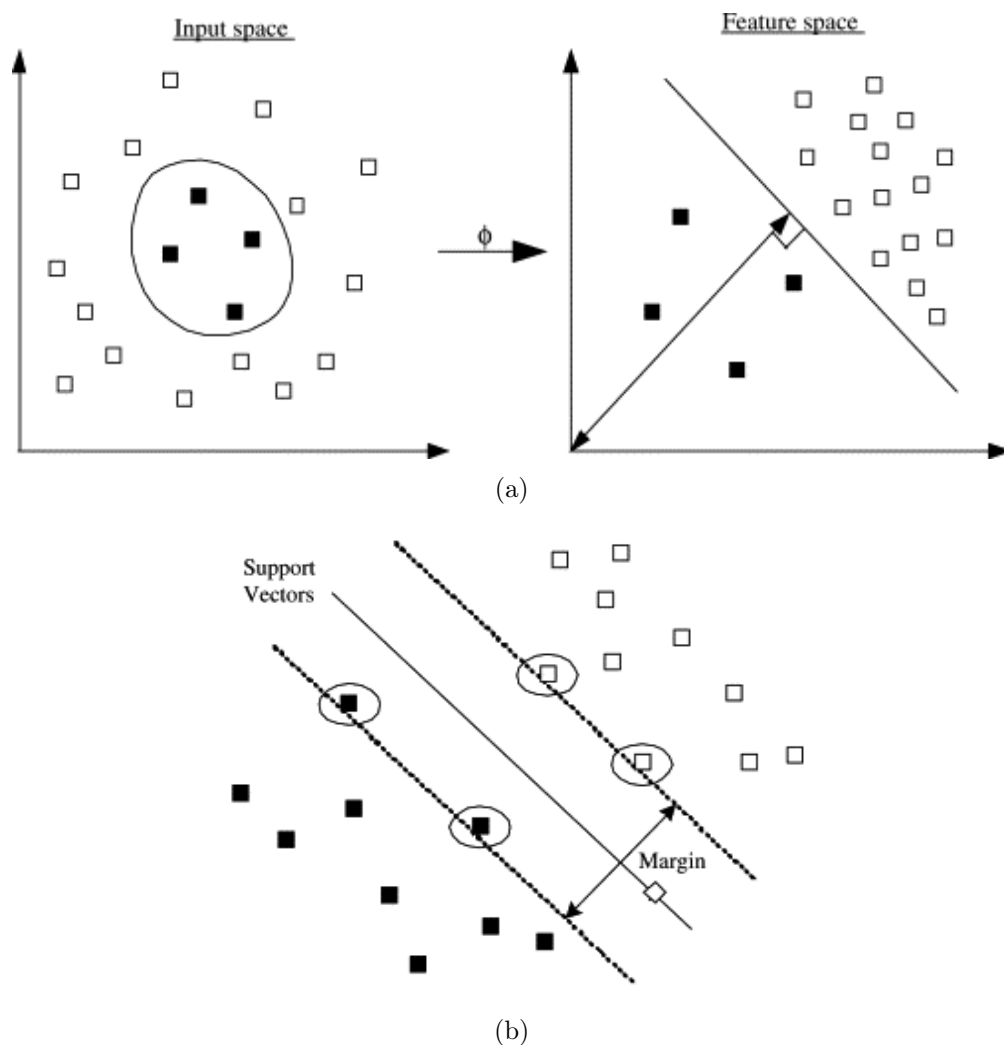 Input space
Feature space
ϕ
(a)
Support
Vectors
Margin
(b)